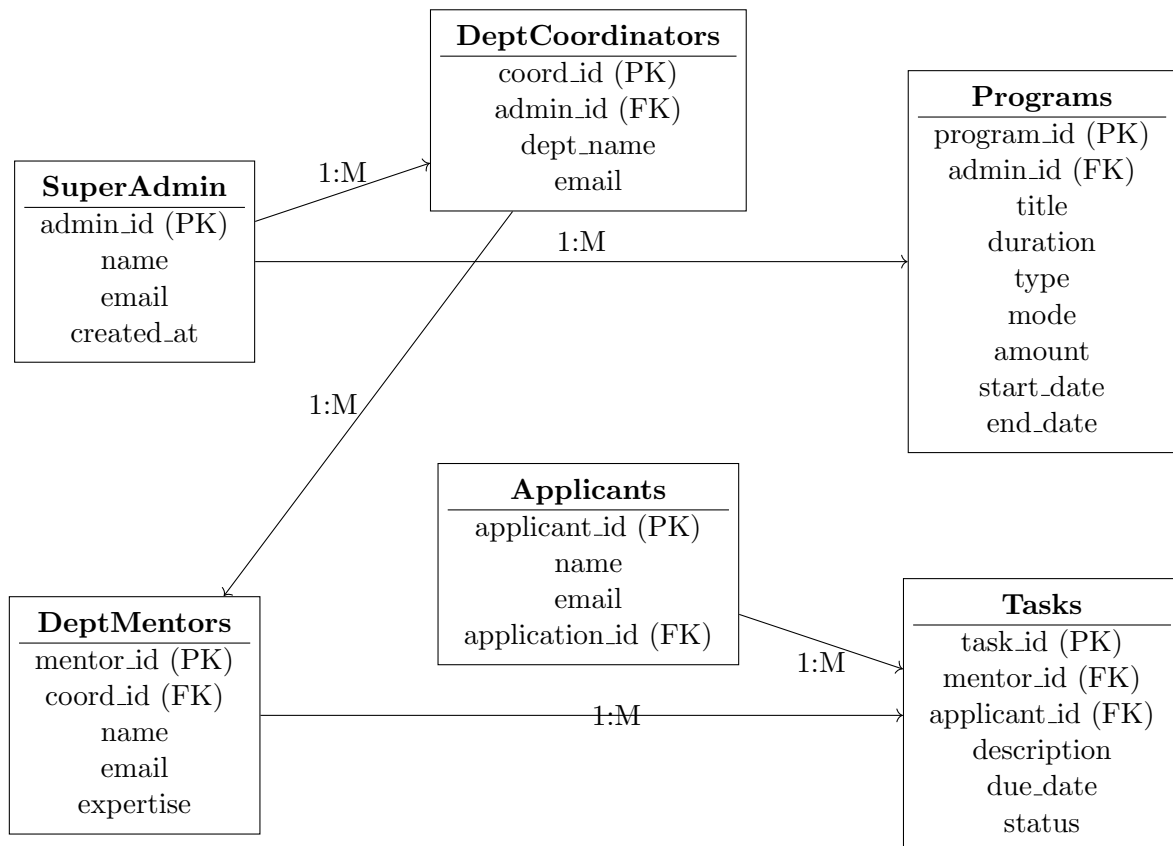 DeptCoordinators
coord_id (PK)
admin_id (FK)
dept_name
email
Programs
program_id (PK)
admin_id (FK)
title
duration
type
mode
amount
start_date
end_date
SuperAdmin
admin_id (PK)
name
email
created_at
1:M
1:M
1:M
Applicants
applicant_id (PK)
name
email
application_id (FK)
DeptMentors
mentor_id (PK)
coord_id (FK)
name
email
expertise
Tasks
task_id (PK)
mentor_id (FK)
applicant_id (FK)
description
due_date
status
1:M
1:M